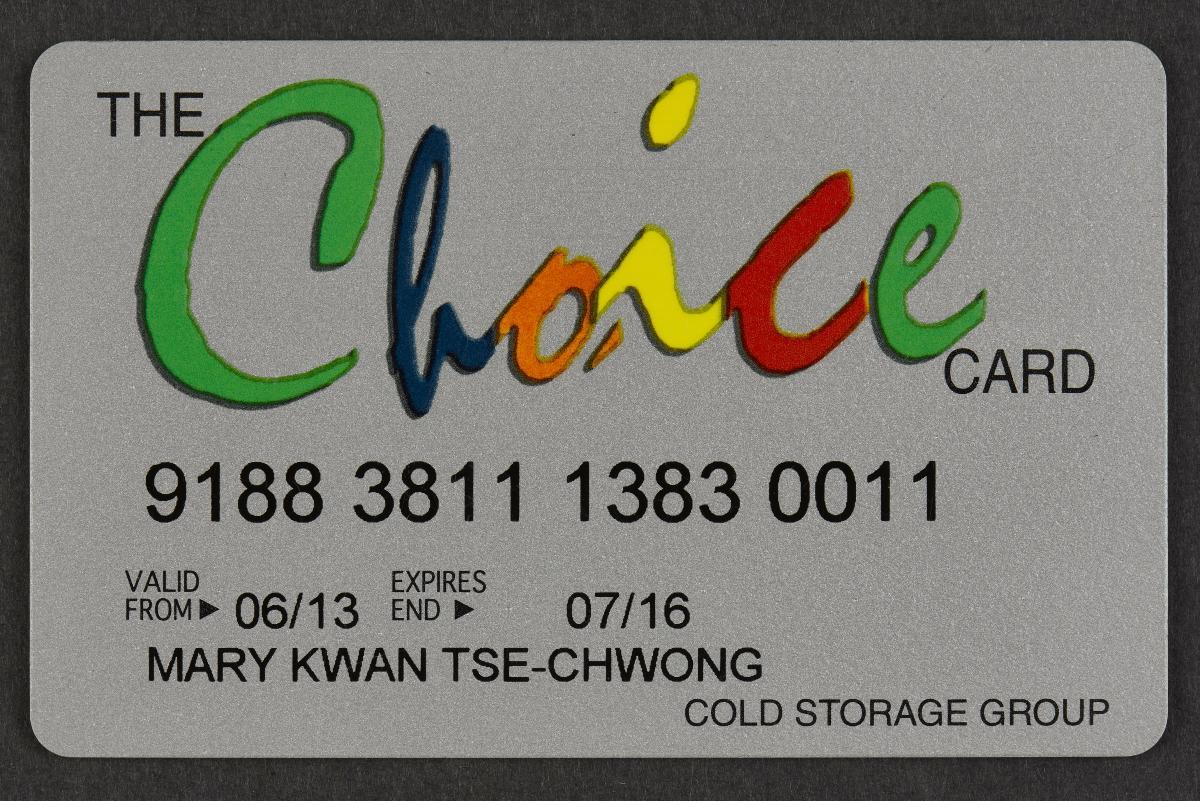 THE Choice CARD
9188 3811 1383 0011
VALID FROM▶ 06/13 EXPIRES END ▶ 07/16
MARY KWAN TSE-CHWONG
COLD STORAGE GROUP